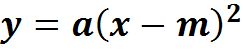 y = a(x − m)²